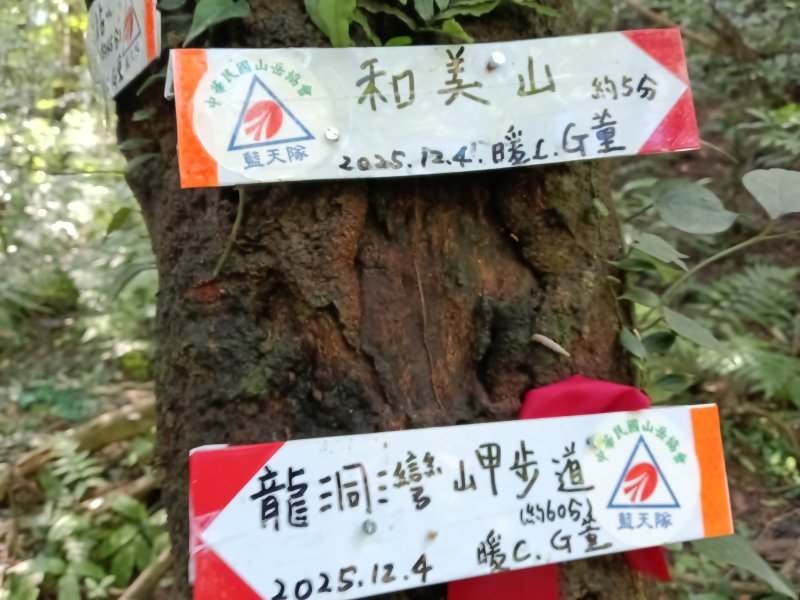 中華民國山岳協會
藍天隊
和美山
約5分
2025.12.4. 暖C. G董
龍洞灣岬步道
(約60分)
中華民國山岳協會
藍天隊
2025.12.4
暖C. G董